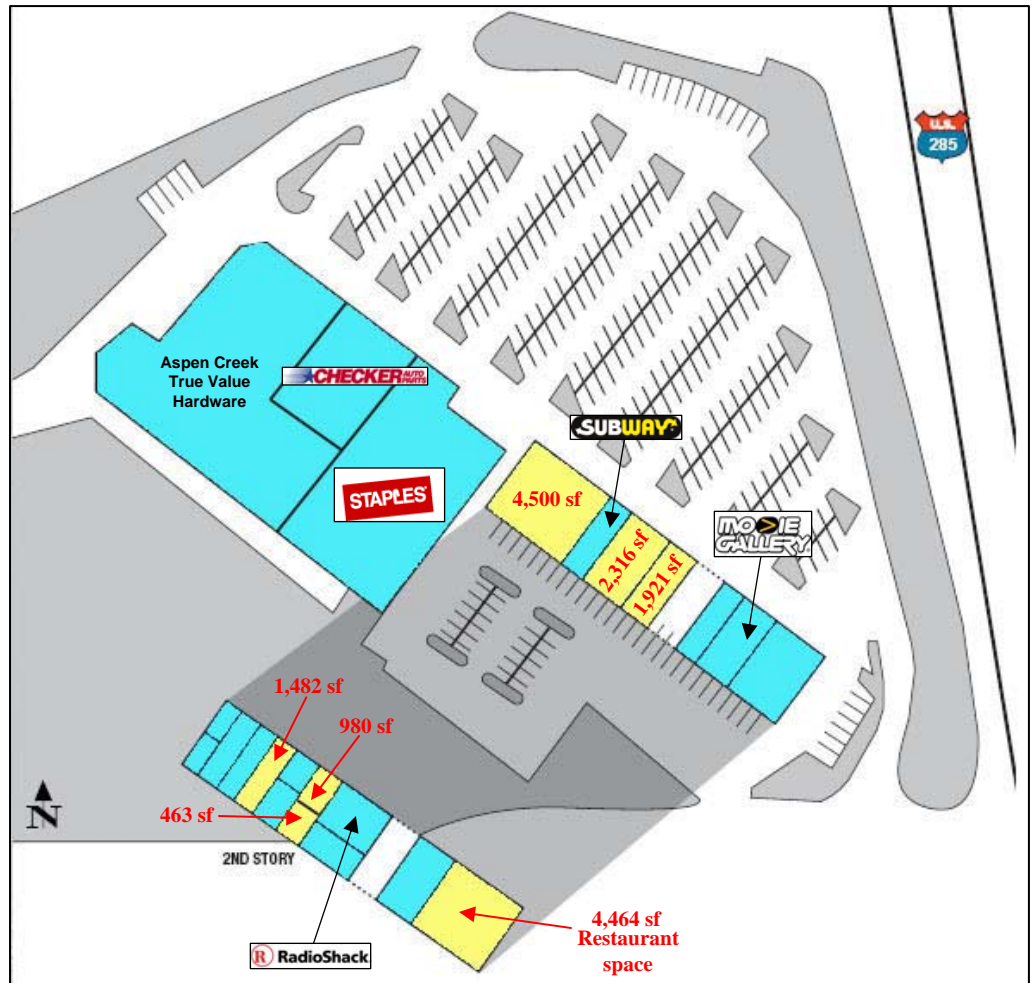 U.S.
285
Aspen Creek
True Value
Hardware
CHECKER AUTO PARTS
STAPLES
SUBWAY
4,500 sf
2,316 sf
1,921 sf
MOVIE
GALLERY
1,482 sf
980 sf
463 sf
N
2ND STORY
R RadioShack
4,464 sf
Restaurant
space